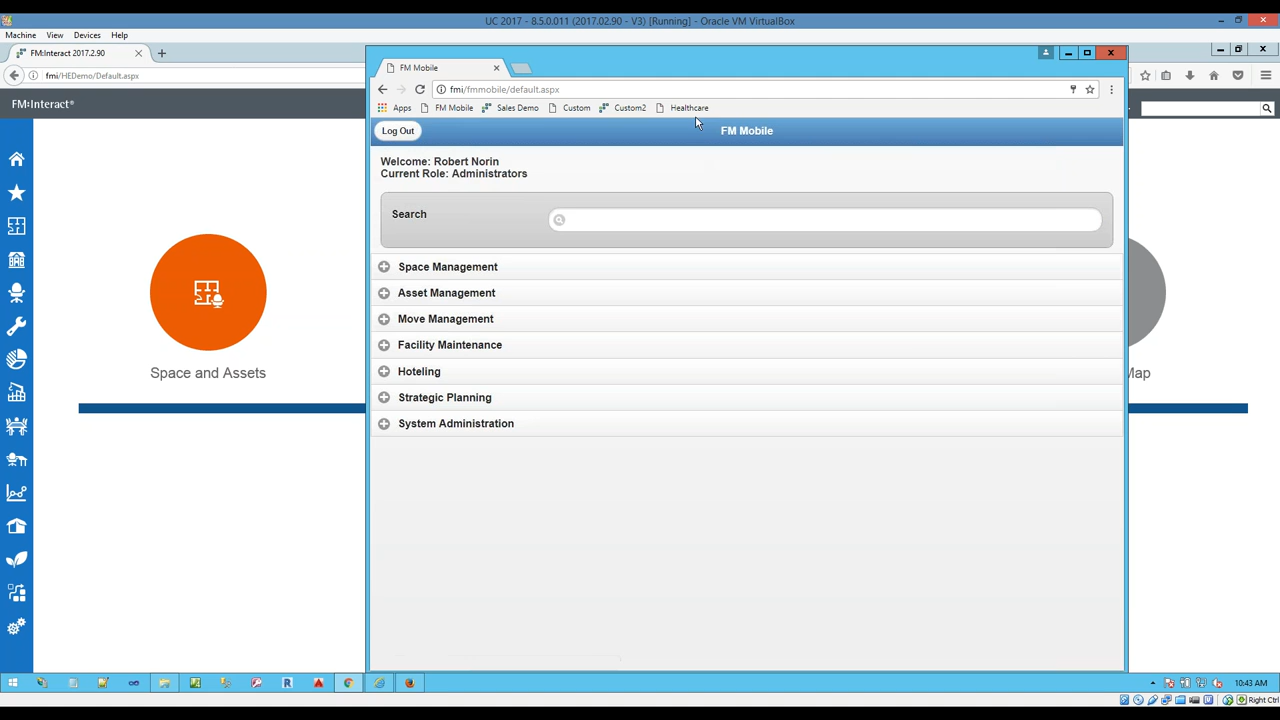 UC 2017 - 8.5.0.011 (2017.02.90 - V3) [Running] - Oracle VM VirtualBox
Machine View Devices Help
FM:Interact 2017.2.90
fmi/HEDemo/Default.aspx
FM:Interact®
FM Mobile
fmi/fmmobile/default.aspx
Apps FM Mobile Sales Demo Custom Custom2 Healthcare
Log Out FM Mobile
Welcome: Robert Norin
Current Role: Administrators
Search
Space Management
Asset Management
Move Management
Facility Maintenance
Hoteling
Strategic Planning
System Administration
Space and Assets
Map
10:43 AM
Right Ctrl